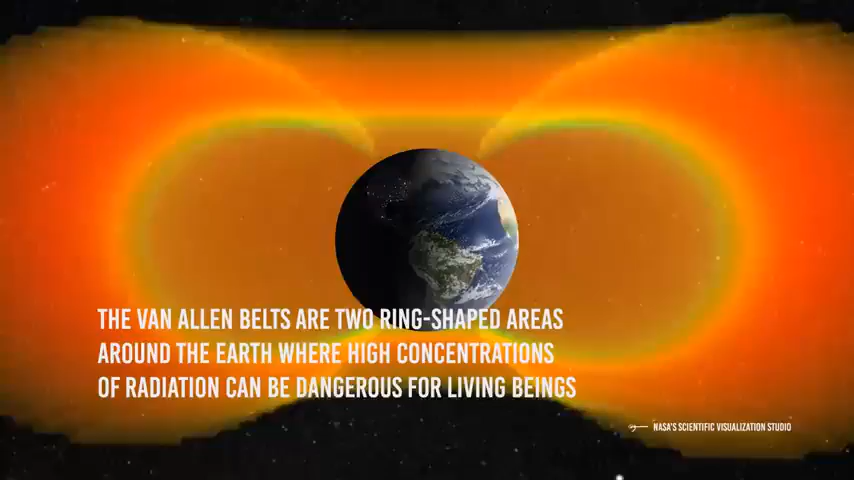 THE VAN ALLEN BELTS ARE TWO RING-SHAPED AREAS
AROUND THE EARTH WHERE HIGH CONCENTRATIONS
OF RADIATION CAN BE DANGEROUS FOR LIVING BEINGS
NASA'S SCIENTIFIC VISUALIZATION STUDIO